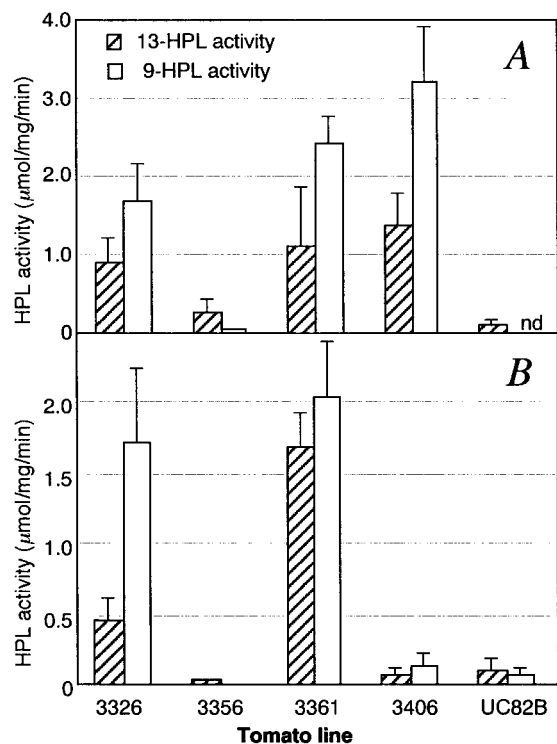 4.0
A
13-HPL activity
9-HPL activity
3.0
2.0
1.0
0
nd
HPL activity (μmol/mg/min)
B
2.0
1.5
1.0
0.5
0
HPL activity (μmol/mg/min)
3326 3356 3361 3406 UC82B
Tomato line